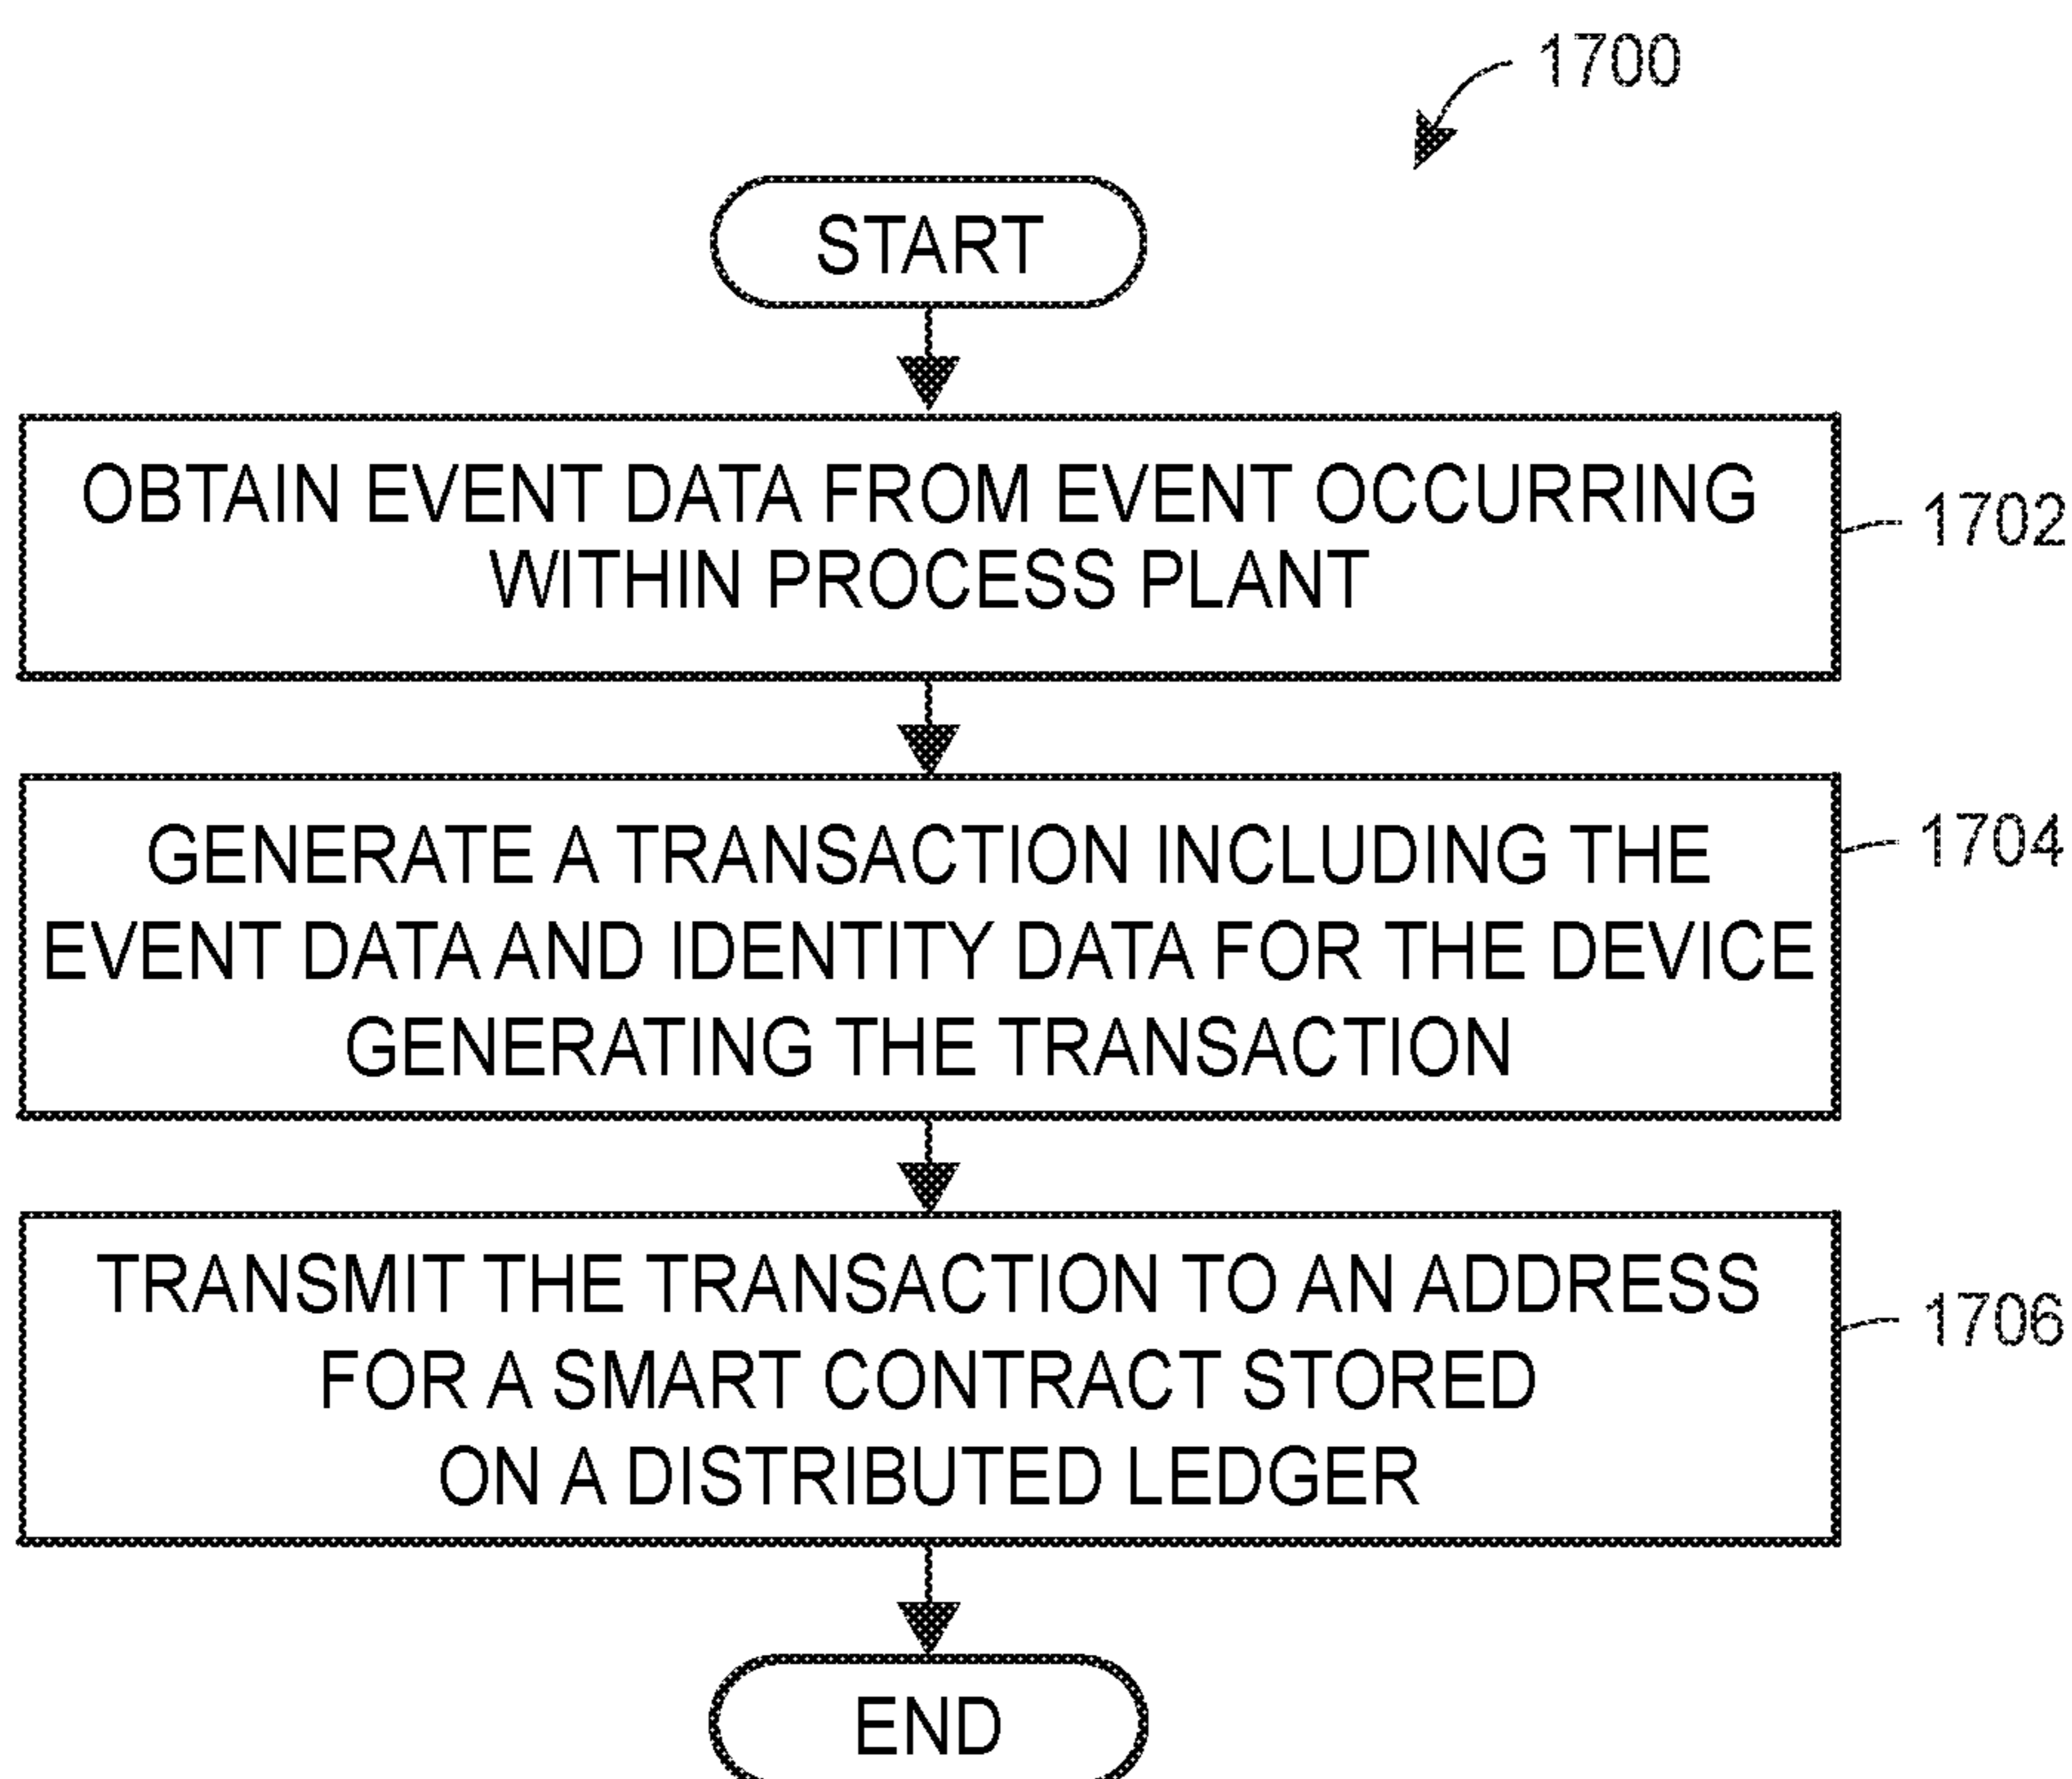 1700
START
OBTAIN EVENT DATA FROM EVENT OCCURRING
WITHIN PROCESS PLANT
1702
GENERATE A TRANSACTION INCLUDING THE
EVENT DATA AND IDENTITY DATA FOR THE DEVICE
GENERATING THE TRANSACTION
1704
TRANSMIT THE TRANSACTION TO AN ADDRESS
FOR A SMART CONTRACT STORED
ON A DISTRIBUTED LEDGER
1706
END